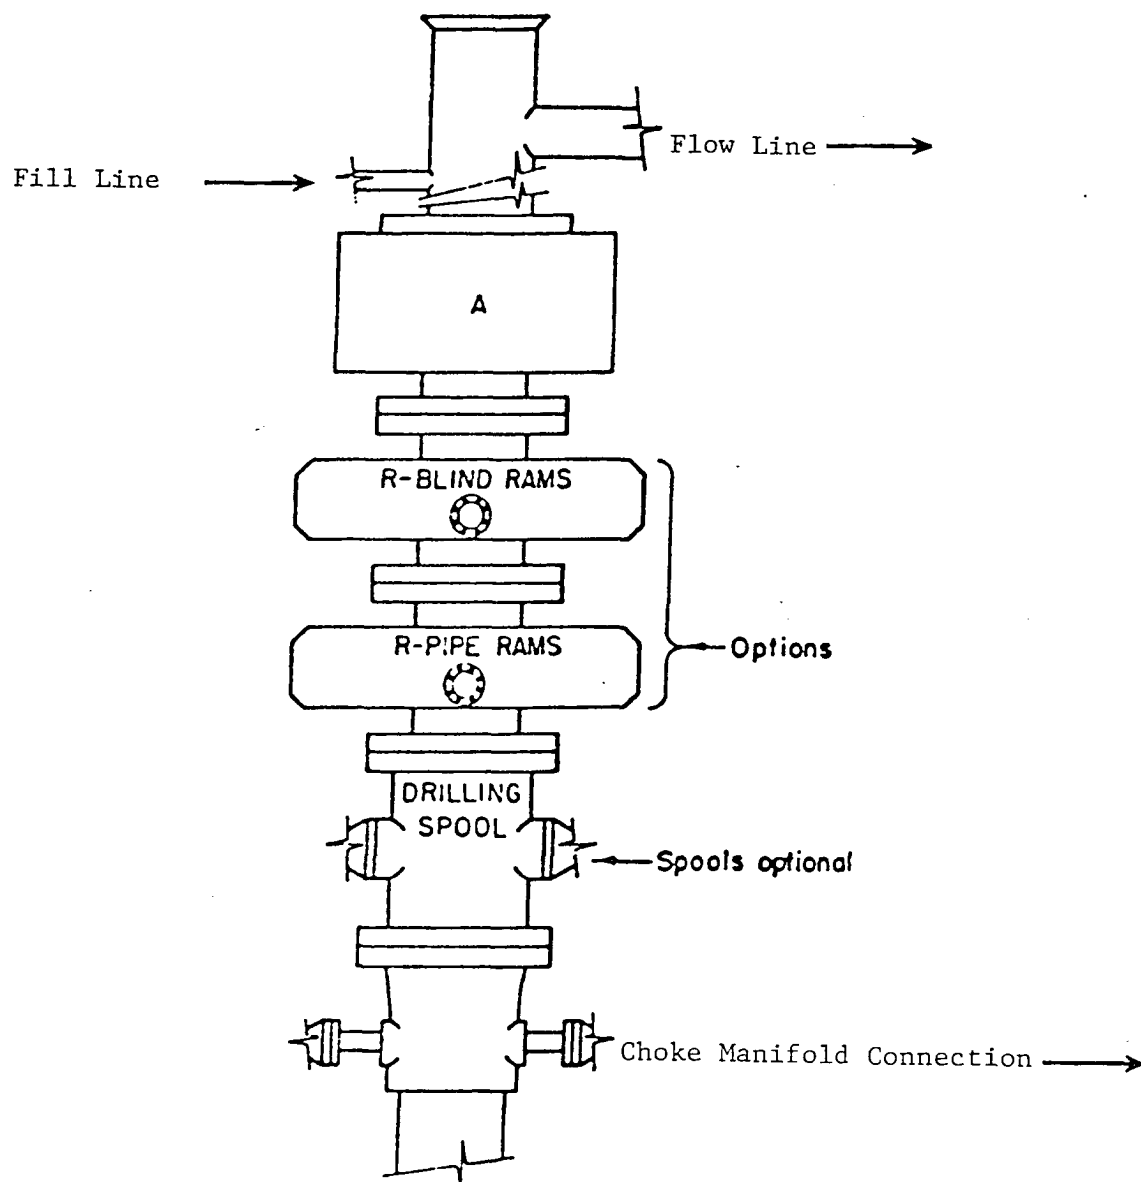 Flow Line
Fill Line
A
R-BLIND RAMS
R-PIPE RAMS
Options
DRILLING
SPOOL
Spools optional
Choke Manifold Connection